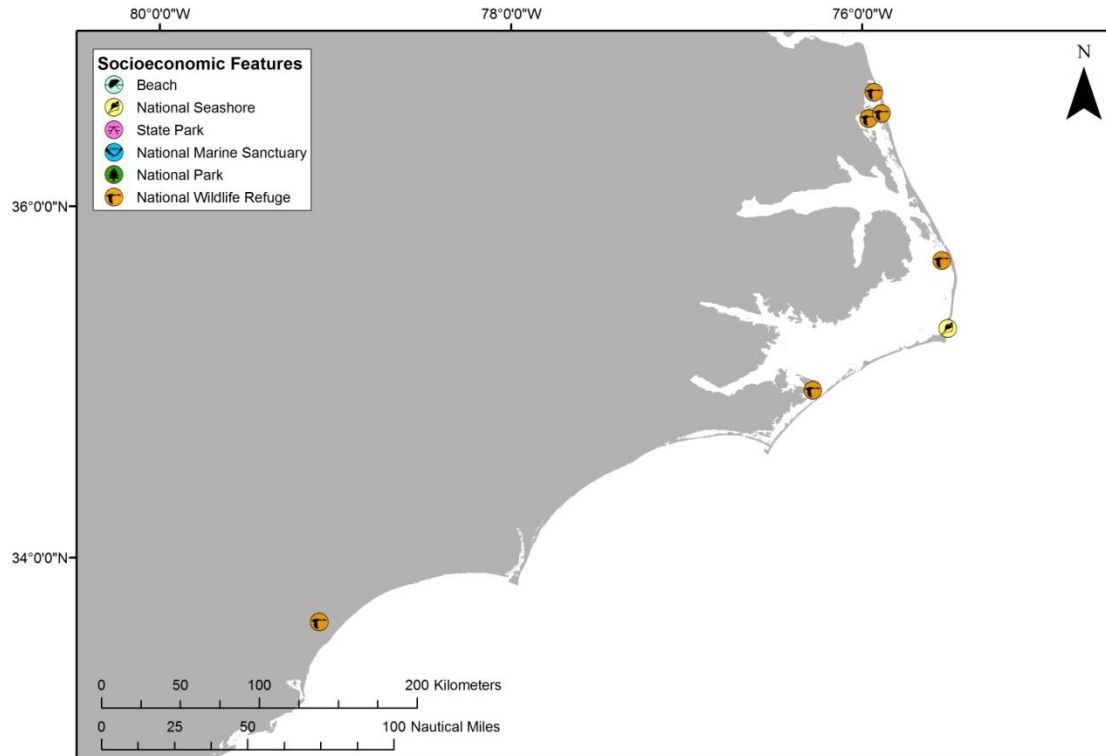 80°0'0"W 78°0'0"W 76°0'0"W
N
Socioeconomic Features
Beach
National Seashore
State Park
National Marine Sanctuary
National Park
National Wildlife Refuge
36°0'0"N
34°0'0"N
0 50 100 200 Kilometers
0 25 50 100 Nautical Miles